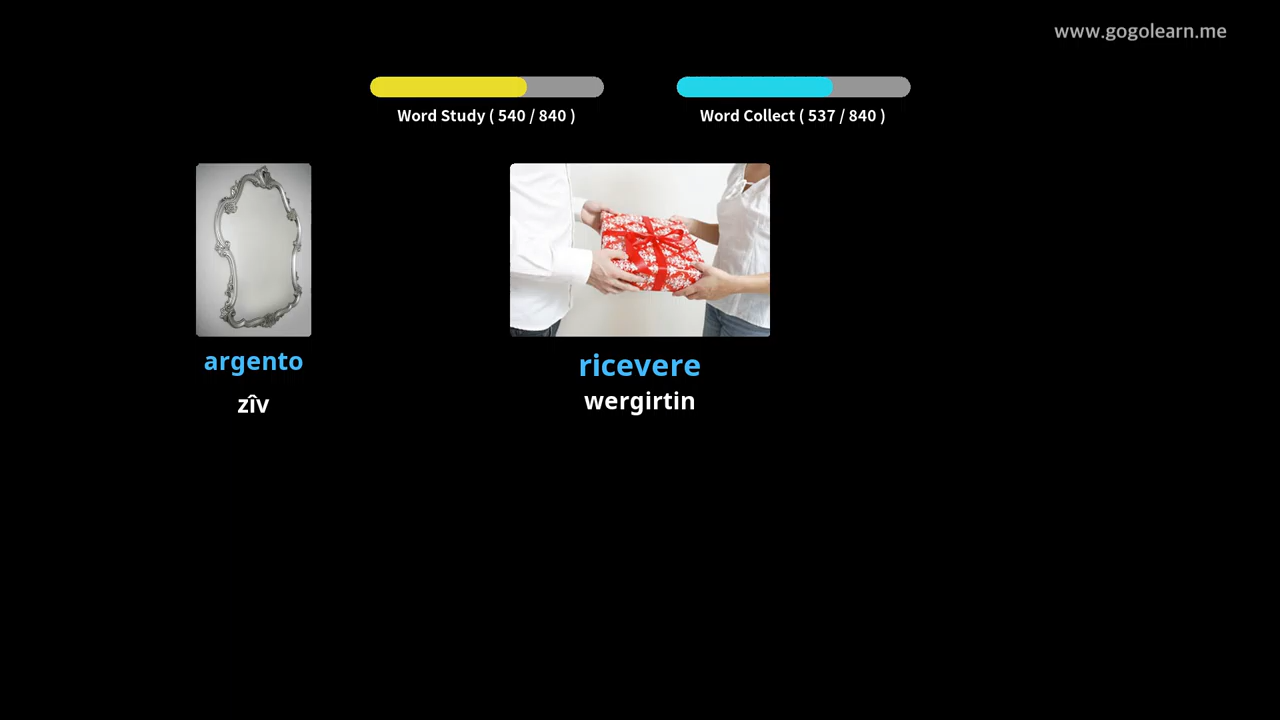 www.gogolearn.me
Word Study ( 540 / 840 )
Word Collect ( 537 / 840 )
argento
zîv
ricevere
wergirtin